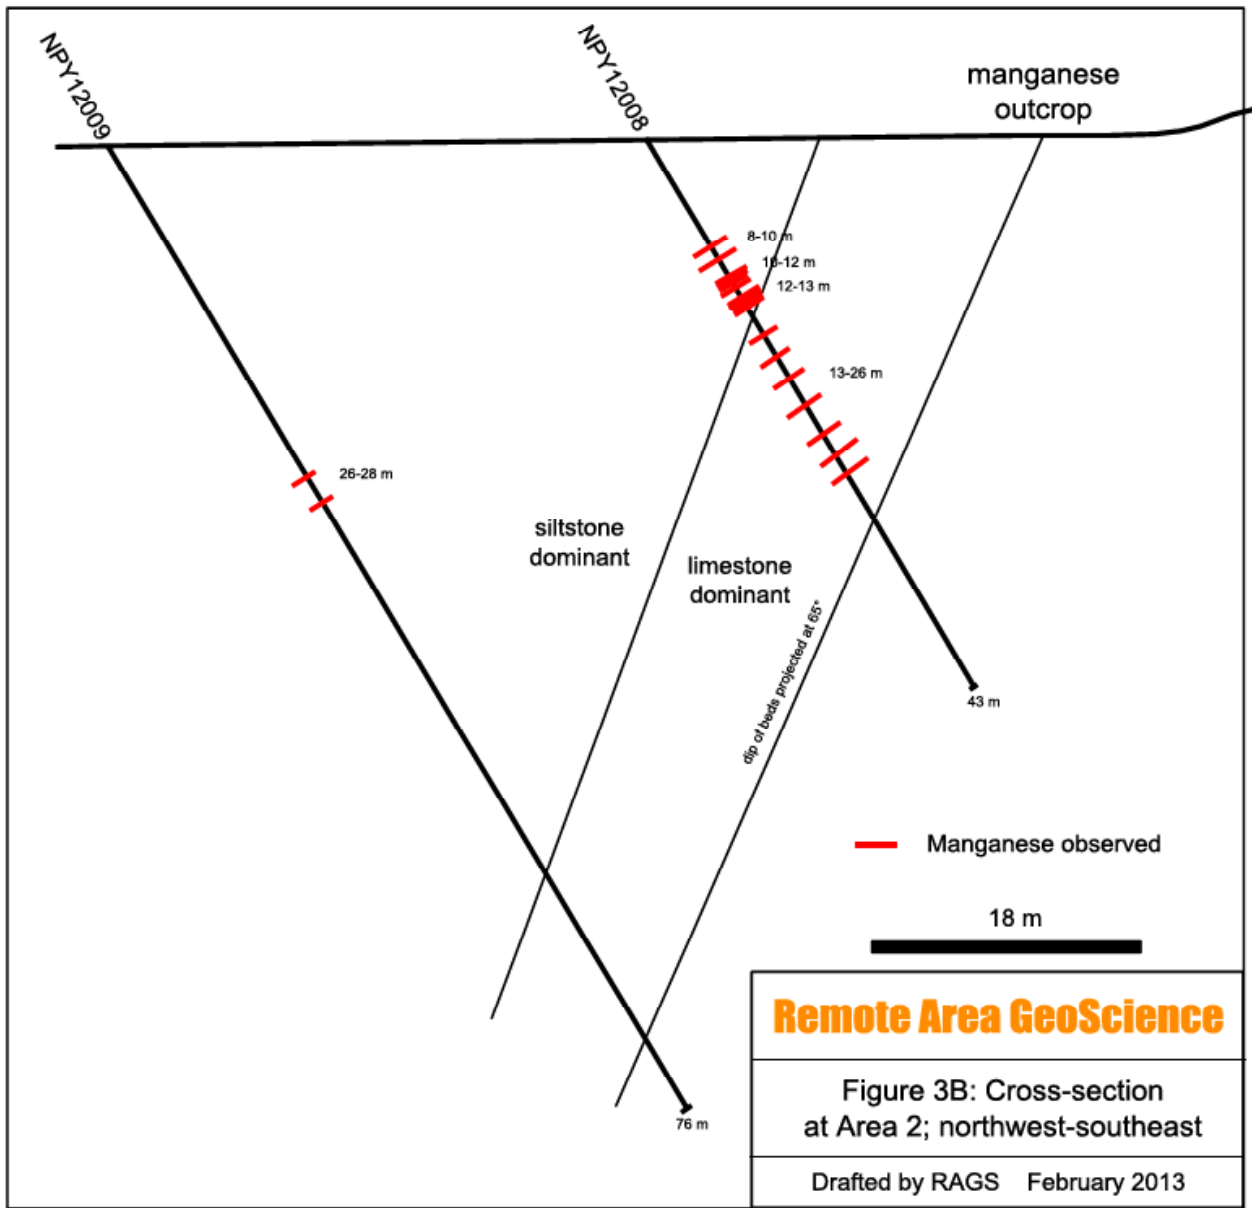 NPY12009
NPY12008
manganese
outcrop
8-10 m
10-12 m
12-13 m
13-26 m
26-28 m
siltstone
dominant
limestone
dominant
dip of beds projected at 65°
43 m
Manganese observed
18 m
76 m
Remote Area GeoScience
Figure 3B: Cross-section
at Area 2; northwest-southeast
Drafted by RAGS February 2013